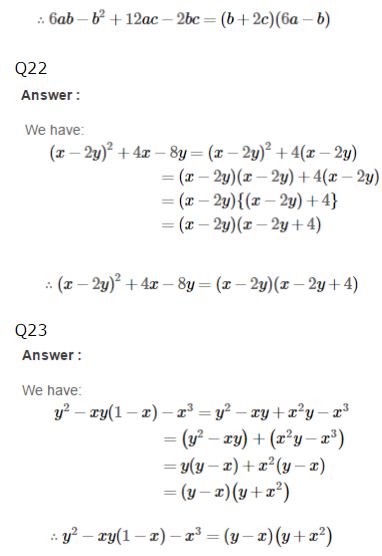 ∴ 6ab − b² + 12ac − 2bc = (b + 2c)(6a − b)
Q22
Answer :
We have:
(x − 2y)² + 4x − 8y = (x − 2y)² + 4(x − 2y)
= (x − 2y)(x − 2y) + 4(x − 2y)
= (x − 2y){(x − 2y) + 4}
= (x − 2y)(x − 2y + 4)
∴ (x − 2y)² + 4x − 8y = (x − 2y)(x − 2y + 4)
Q23
Answer :
We have:
y² − xy(1 − x) − x³ = y² − xy + x²y − x³
= (y² − xy) + (x²y − x³)
= y(y − x) + x²(y − x)
= (y − x)(y + x²)
∴ y² − xy(1 − x) − x³ = (y − x)(y + x²)